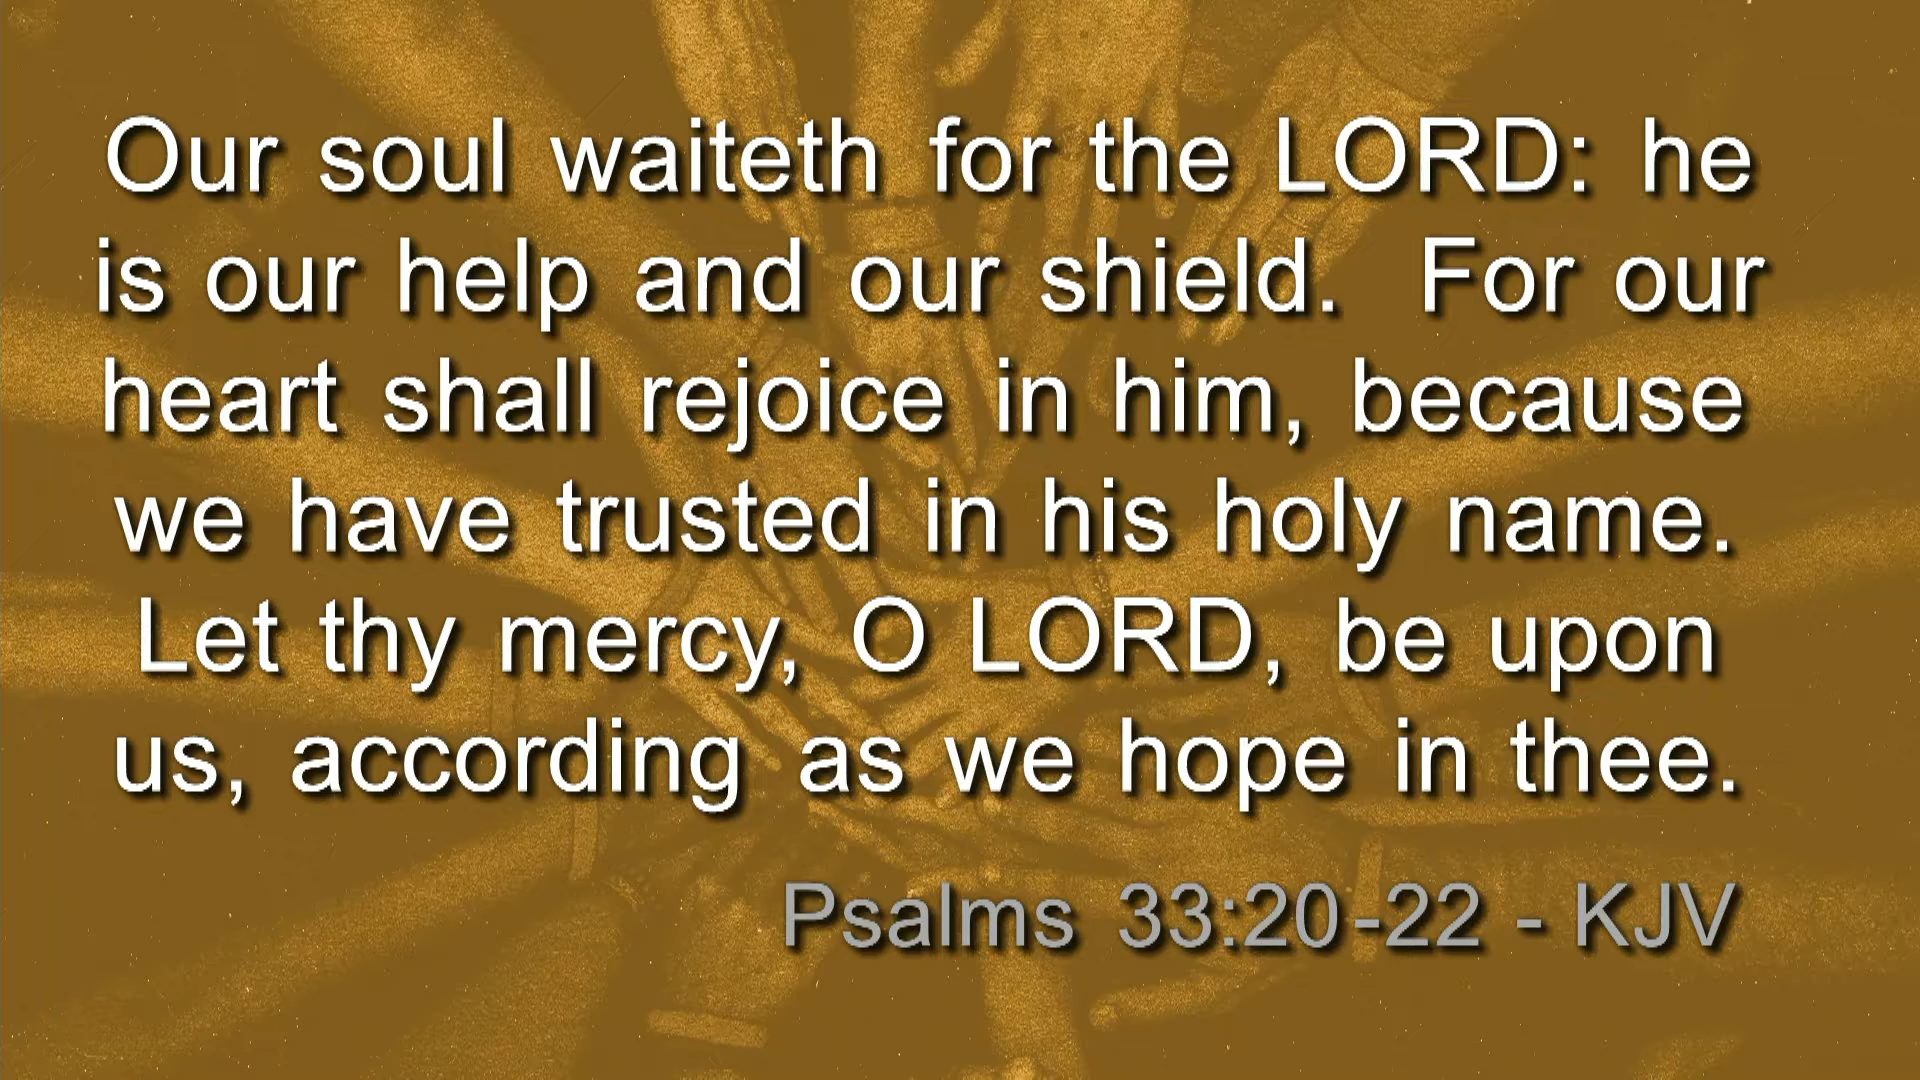 Our soul waiteth for the LORD: he
is our help and our shield. For our
heart shall rejoice in him, because
we have trusted in his holy name.
Let thy mercy, O LORD, be upon
us, according as we hope in thee.
Psalms 33:20-22 - KJV